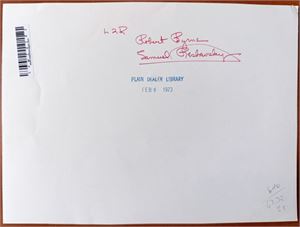 L2R
Robert Byrne
Samuel Reshevsky
PLAIN DEALER LIBRARY
FEB 6 1973